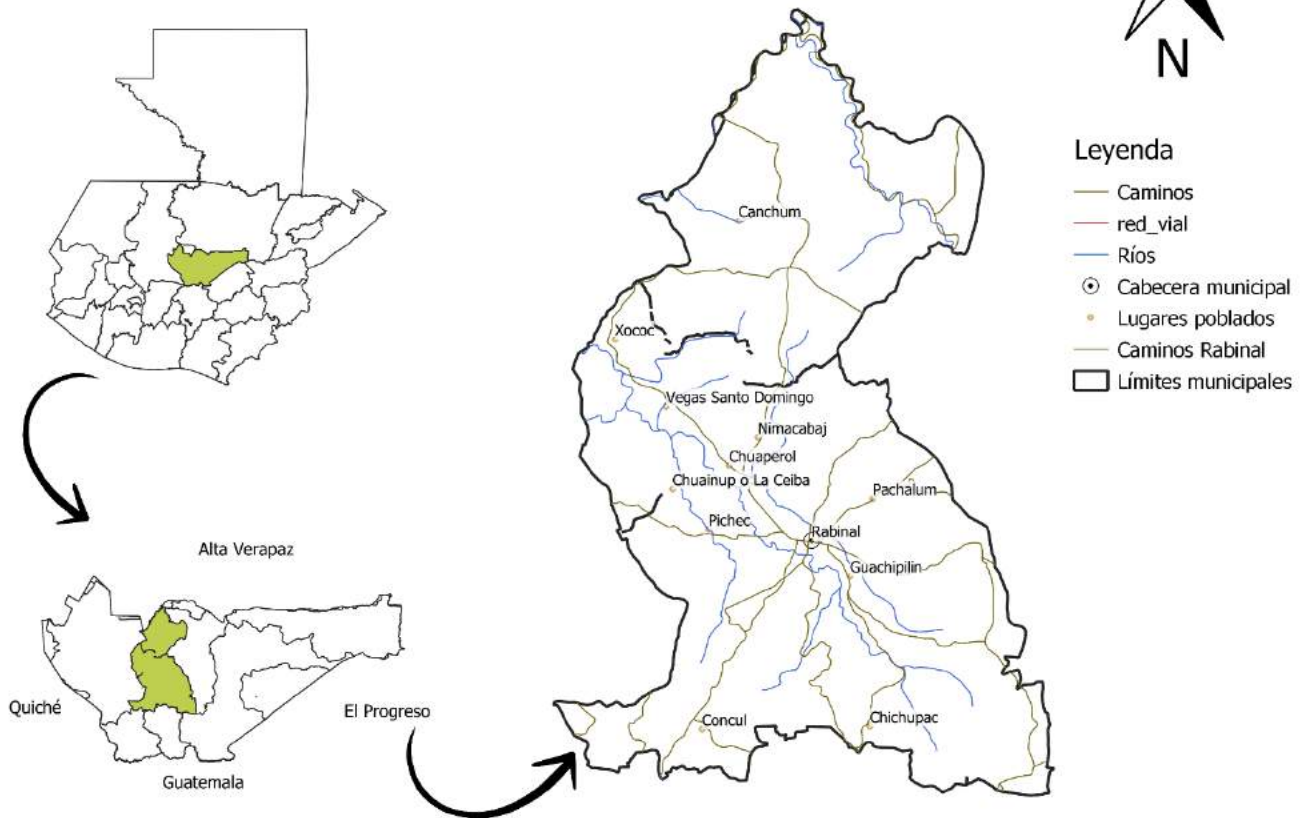 N
Leyenda
Caminos
red_vial
Ríos
Cabecera municipal
Lugares poblados
Caminos Rabinal
Límites municipales
Canchum
Xococ
Vegas Santo Domingo
Nimacabaj
Chuaperol
Chuainup o La Ceiba
Pachalum
Pichec
Rabinal
Guachipilin
Concul
Chichupac
Alta Verapaz
Quiché
El Progreso
Guatemala